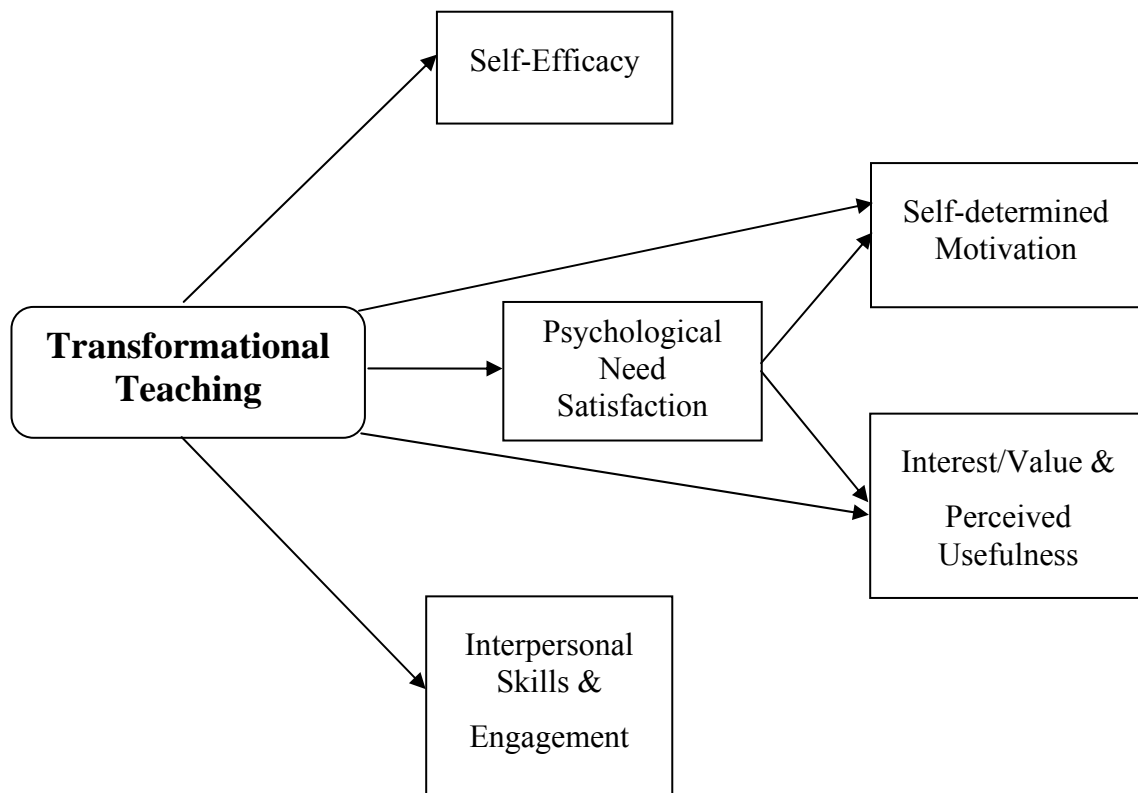 Self-Efficacy
Self-determined
Motivation
Transformational
Teaching
Psychological
Need
Satisfaction
Interest/Value &
Perceived
Usefulness
Interpersonal
Skills &
Engagement